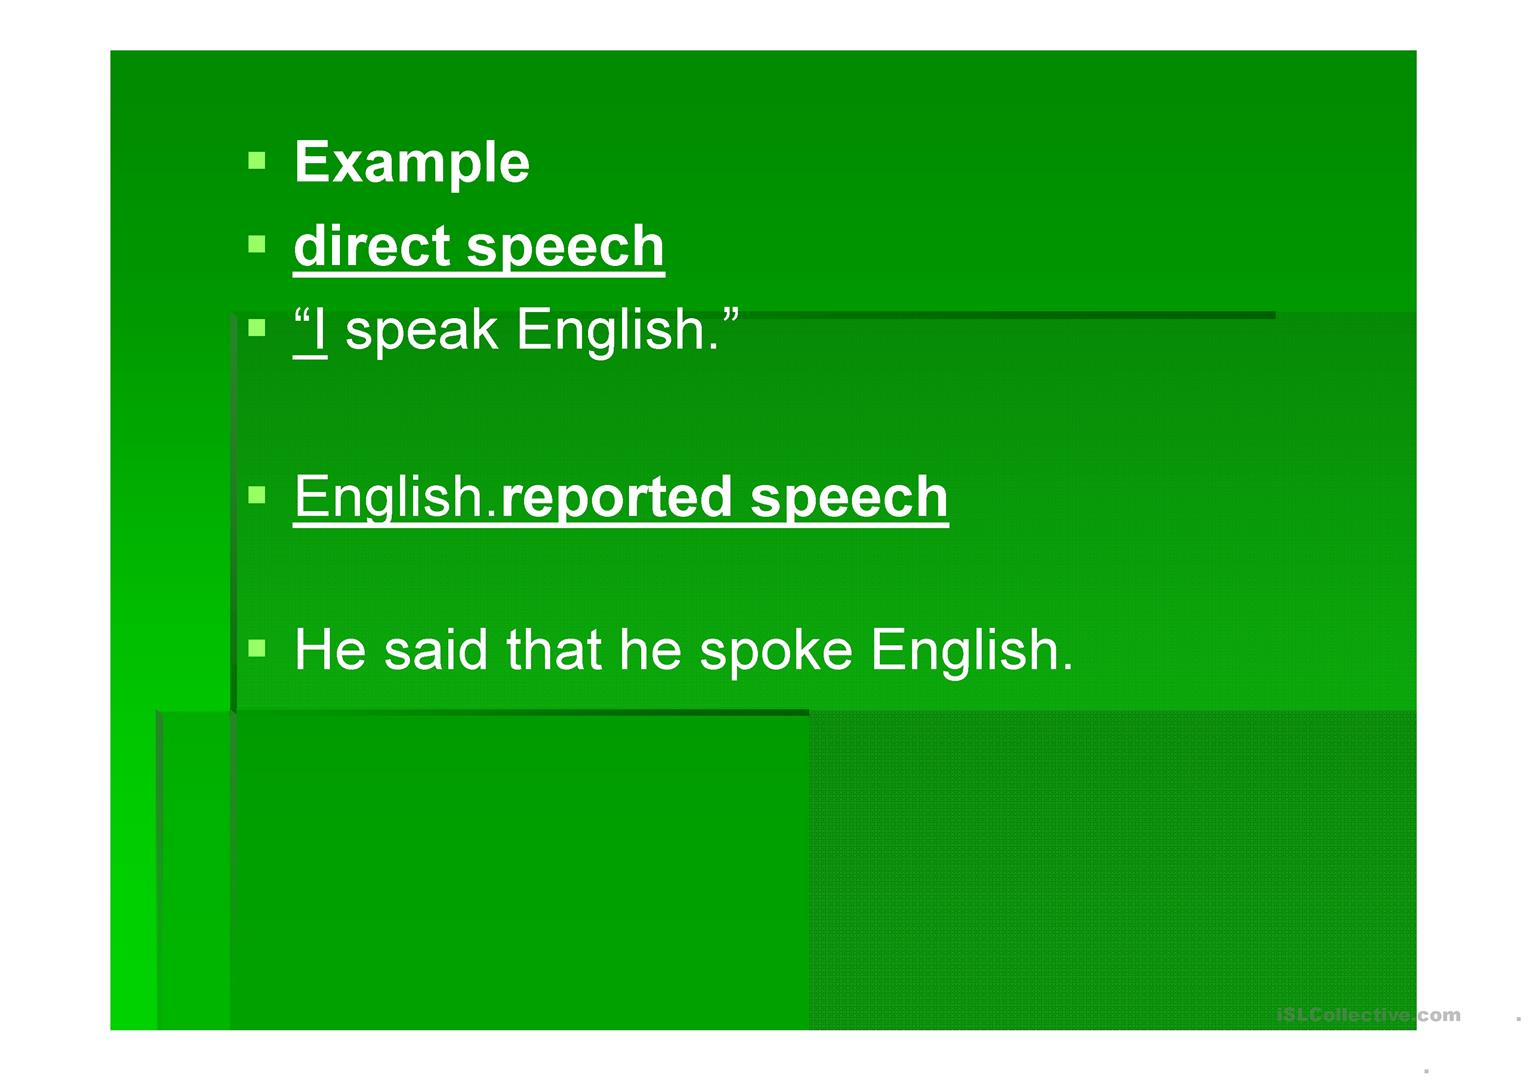 Example
direct speech
“I speak English.”
English.reported speech
He said that he spoke English.
iSLCollective.com